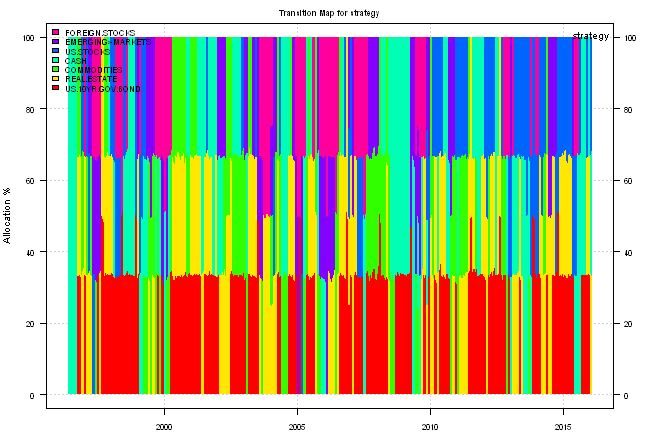 Transition Map for strategy
strategy
FOREIGN.STOCKS
EMERGING>MARKETS
US.STOCKS
CASH
COMMODITIES
REAL.ESTATE
US.10YR.GOV.BOND
Allocation %
100
80
60
40
20
0
100
80
60
40
20
0
2000 2005 2010 2015